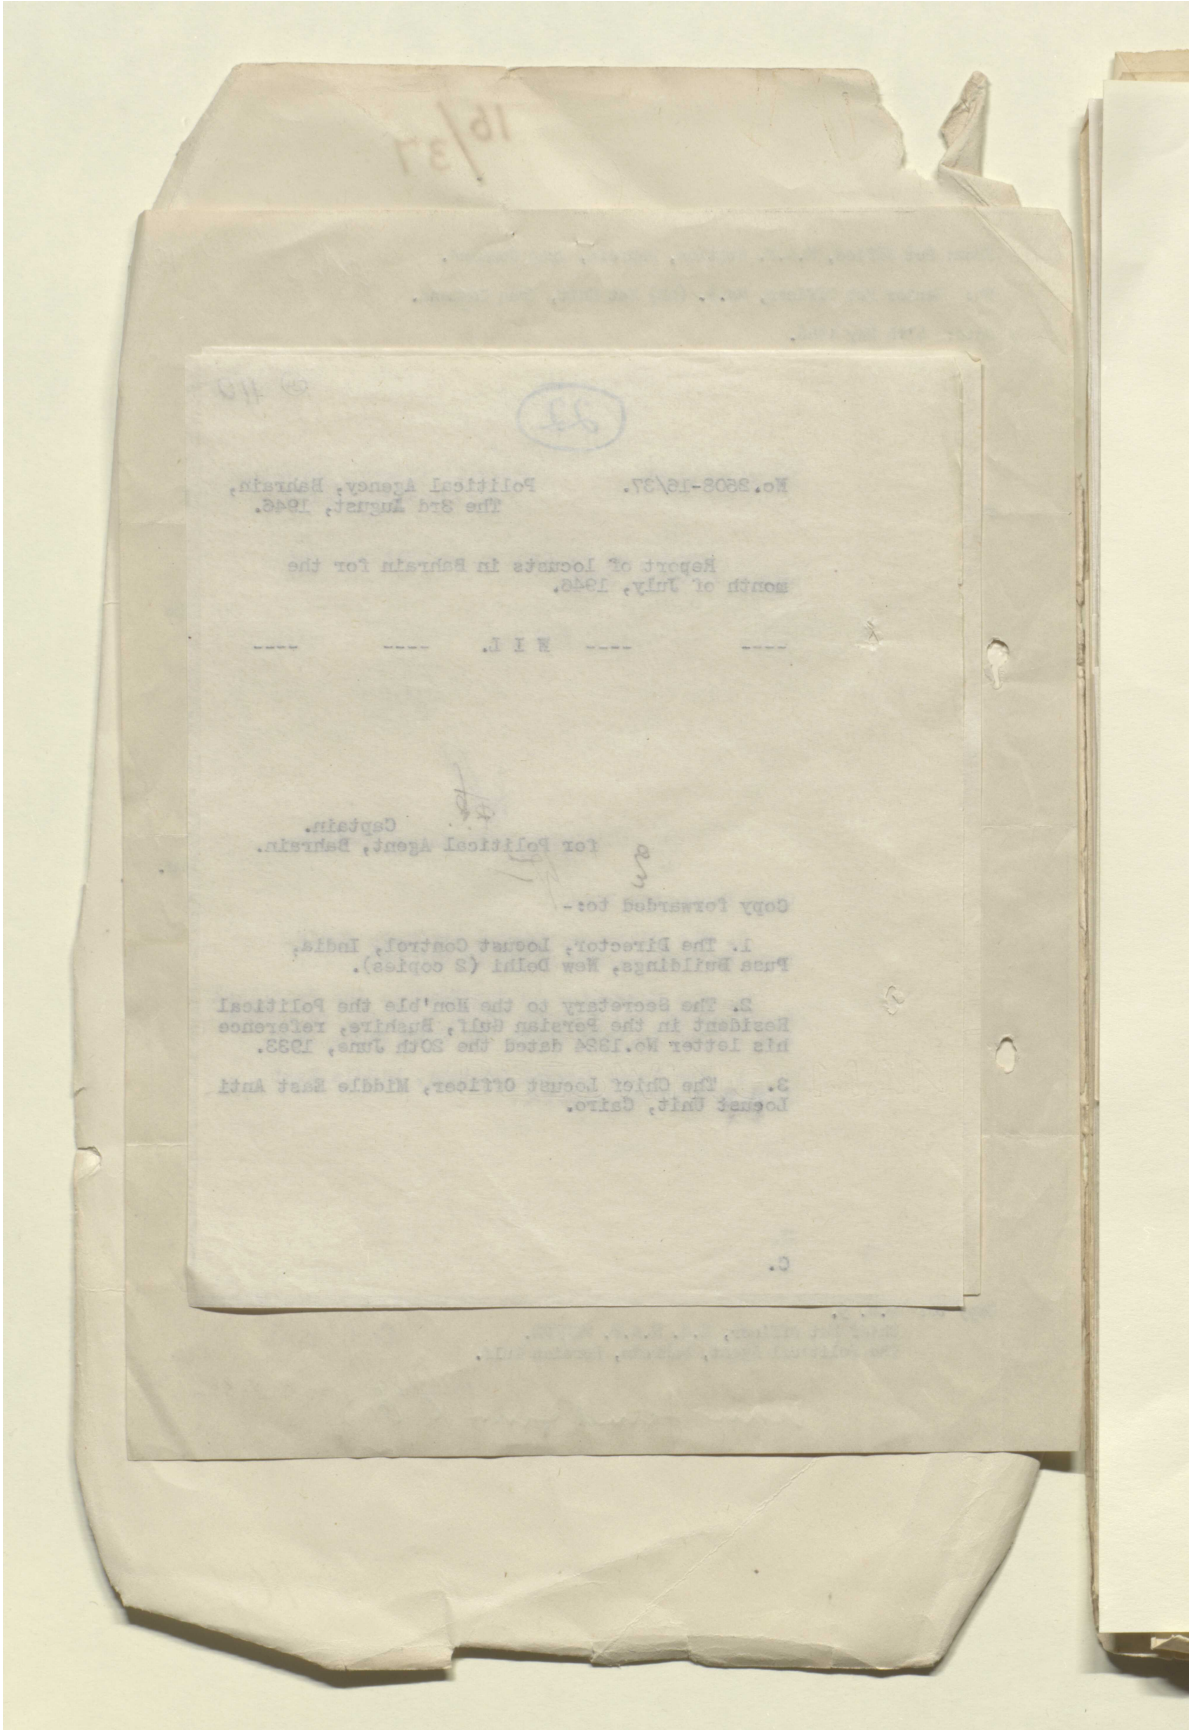 16/37
22
No.2608-16/37. Political Agency, Bahrain,
The 3rd August, 1946.
Report of locusts in Bahrain for the
month of July, 1946.
---- ---- N I L. ---- ----
Captain.
for Political Agent, Bahrain.
Copy forwarded to:-
1. The Director, Locust Control, India,
Pusa Buildings, New Delhi (2 copies).
2. The Secretary to the Hon'ble the Political
Resident in the Persian Gulf, Bushire, reference
his letter No.1324 dated the 20th June, 1933.
3. The Chief Locust Officer, Middle East Anti
Locust Unit, Cairo.
C.